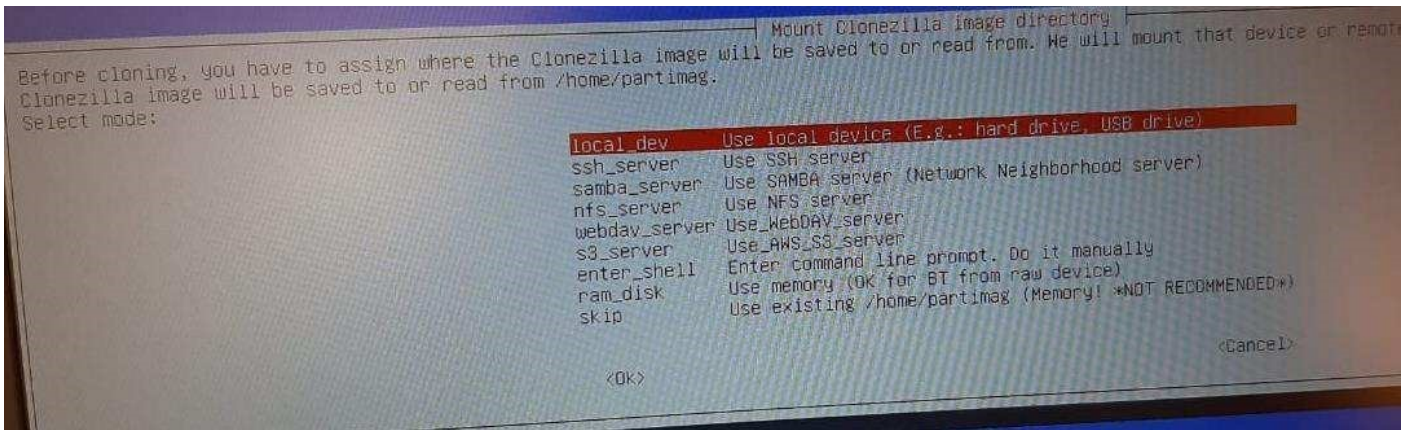 Mount Clonezilla image directory
Before cloning, you have to assign where the Clonezilla image will be saved to or read from. We will mount that device or remote
Clonezilla image will be saved to or read from /home/partimag.
Select mode:
local_dev Use local device (E.g.: hard drive, USB drive)
ssh_server Use SSH server
samba_server Use SAMBA server (Network Neighborhood server)
nfs_server Use NFS server
webdav_server Use_WebDAV_server
s3_server Use_AWS_S3_server
enter_shell Enter command line prompt. Do it manually
ram_disk Use memory (OK for BT from raw device)
skip Use existing /home/partimag (Memory! *NOT RECOMMENDED*)
<Ok> <Cancel>